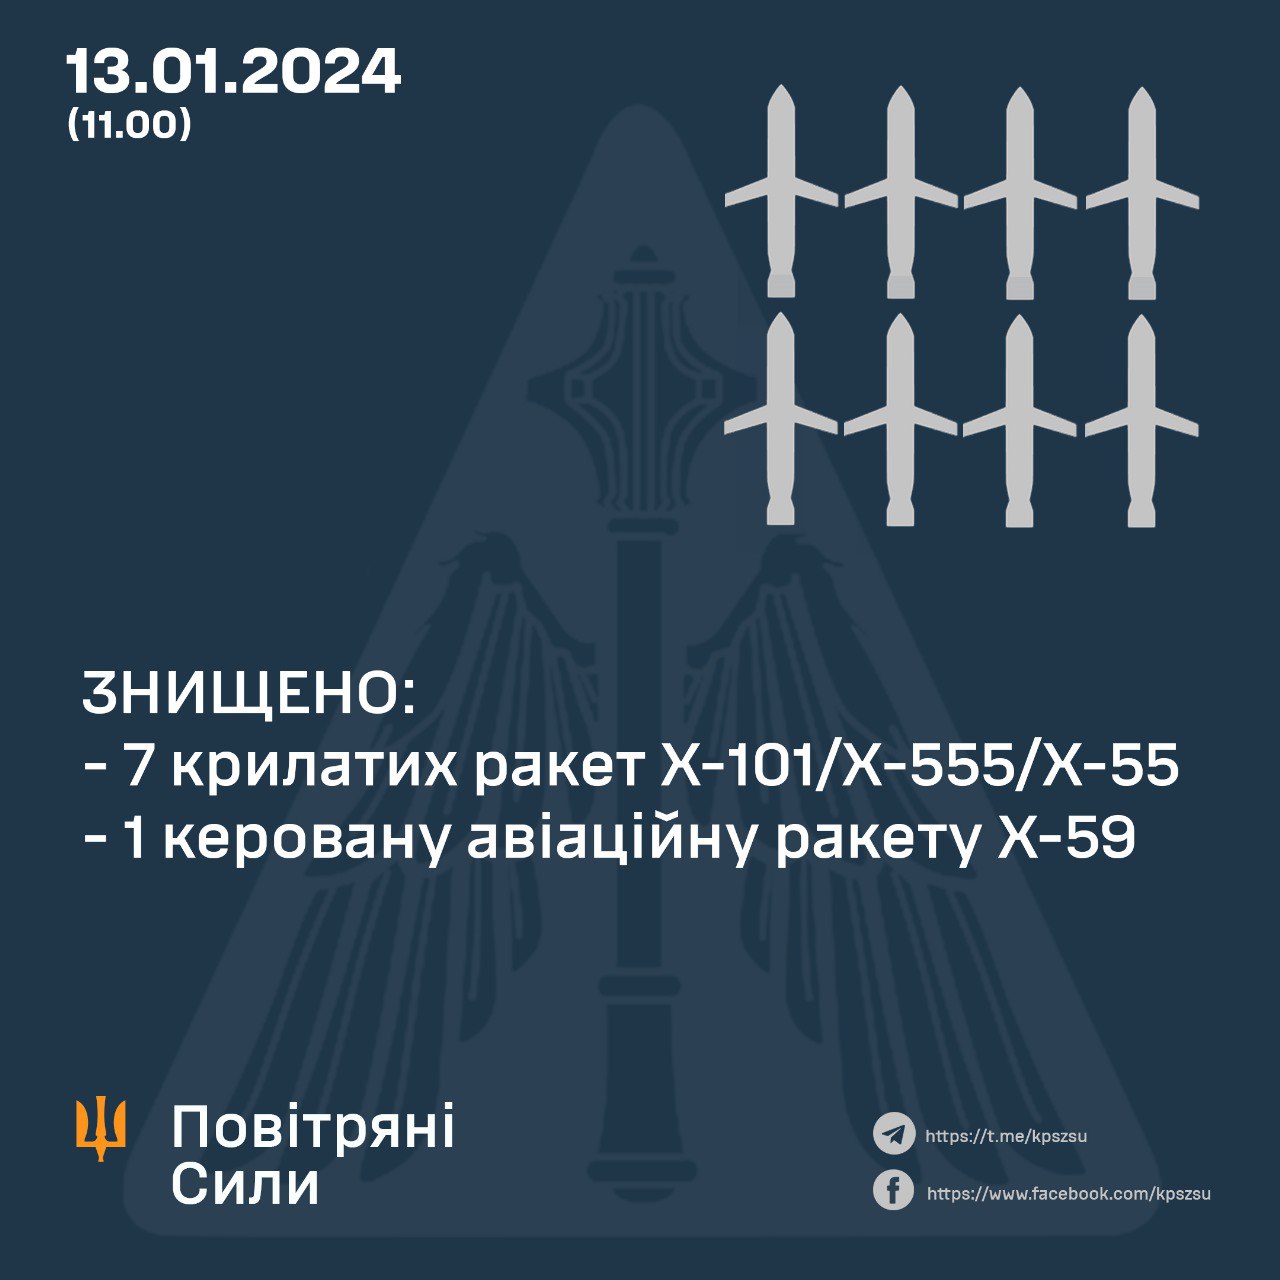 13.01.2024
(11.00)
ЗНИЩЕНО:
- 7 крилатих ракет Х-101/Х-555/Х-55
- 1 керовану авіаційну ракету Х-59
Повітряні
Сили
https://t.me/kpszsu
https://www.facebook.com/kpszsu